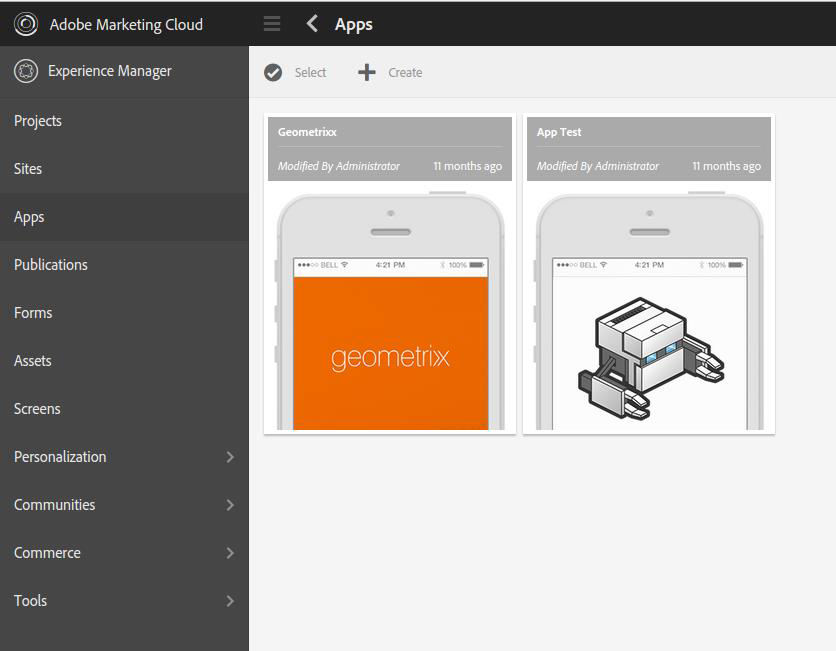 Adobe Marketing Cloud
Apps
Experience Manager
Select
Create
Projects
Sites
Apps
Publications
Forms
Assets
Screens
Personalization
Communities
Commerce
Tools
Geometrixx
Modified By Administrator 11 months ago
BELL 4:21 PM 100%
geometrixx
App Test
Modified By Administrator 11 months ago
BELL 4:21 PM 100%